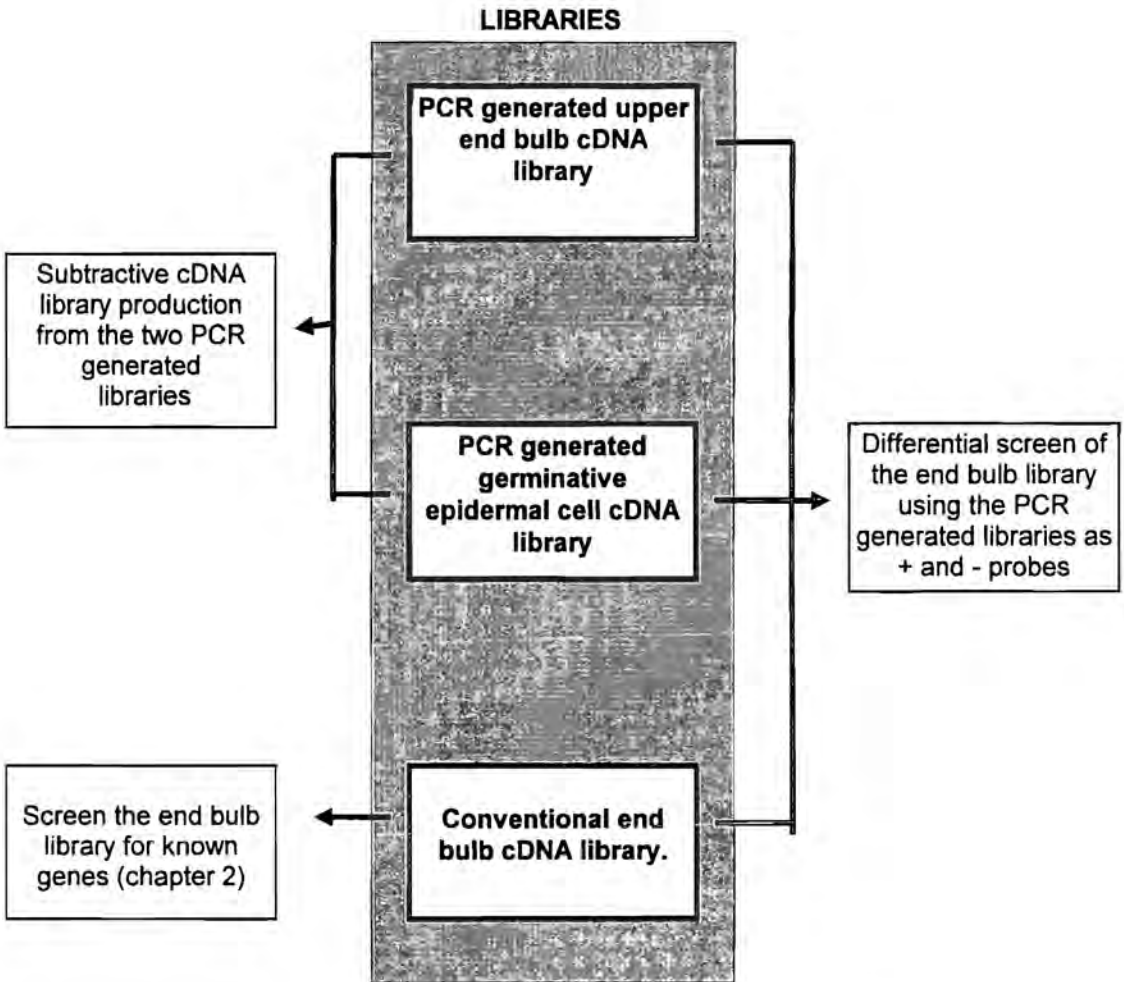 LIBRARIES
PCR generated upper
end bulb cDNA
library
Subtractive cDNA
library production
from the two PCR
generated
libraries
PCR generated
germinative
epidermal cell cDNA
library
Differential screen of
the end bulb library
using the PCR
generated libraries as
+ and - probes
Screen the end bulb
library for known
genes (chapter 2)
Conventional end
bulb cDNA library.